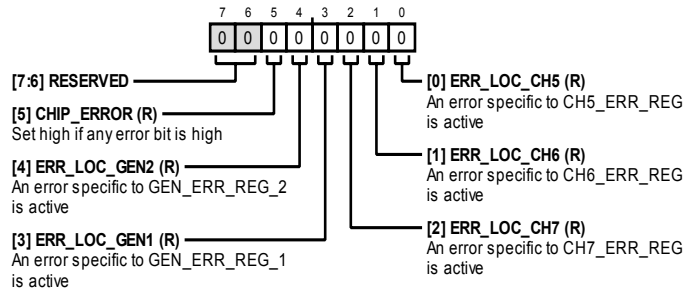 7 6 5 4 3 2 1 0
0 0 0 0 0 0 0 0
[7:6] RESERVED
[5] CHIP_ERROR (R)
Set high if any error bit is high
[4] ERR_LOC_GEN2 (R)
An error specific to GEN_ERR_REG_2
is active
[3] ERR_LOC_GEN1 (R)
An error specific to GEN_ERR_REG_1
is active
[0] ERR_LOC_CH5 (R)
An error specific to CH5_ERR_REG
is active
[1] ERR_LOC_CH6 (R)
An error specific to CH6_ERR_REG
is active
[2] ERR_LOC_CH7 (R)
An error specific to CH7_ERR_REG
is active